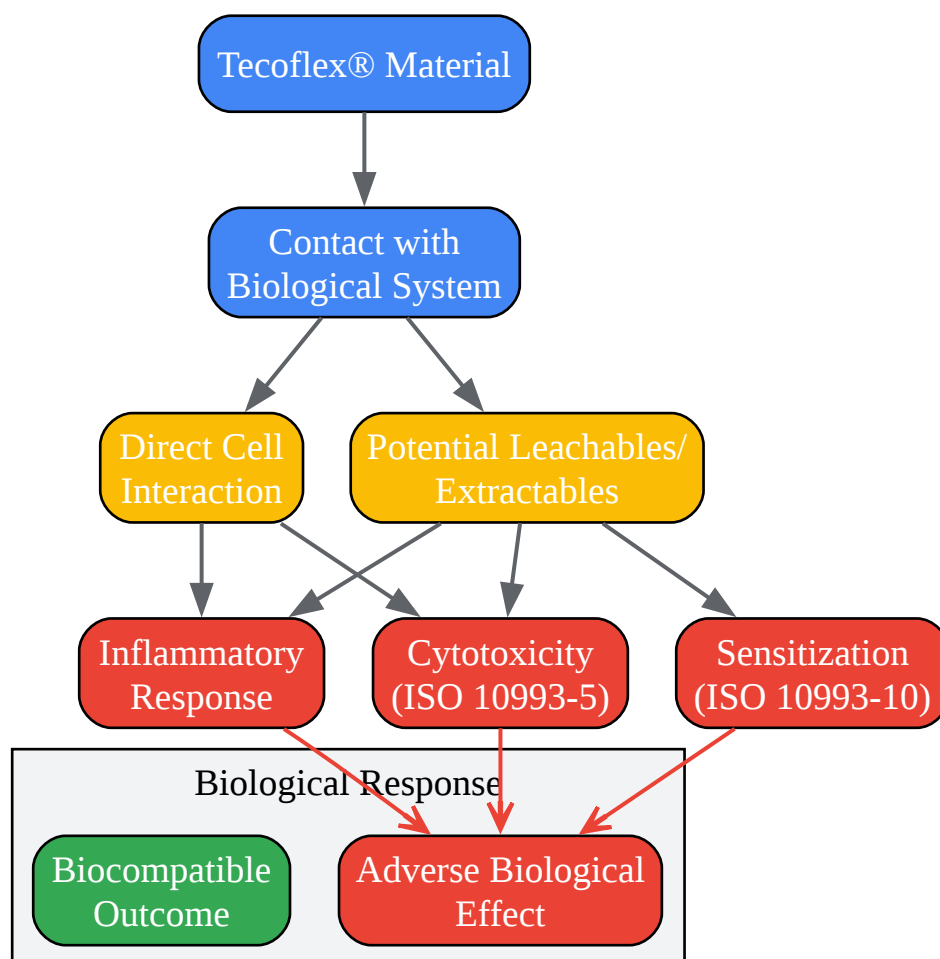 Tecoflex® Material
Contact with
Biological System
Direct Cell
Interaction
Potential Leachables/
Extractables
Inflammatory
Response
Cytotoxicity
(ISO 10993-5)
Sensitization
(ISO 10993-10)
Biological Response
Biocompatible
Outcome
Adverse Biological
Effect